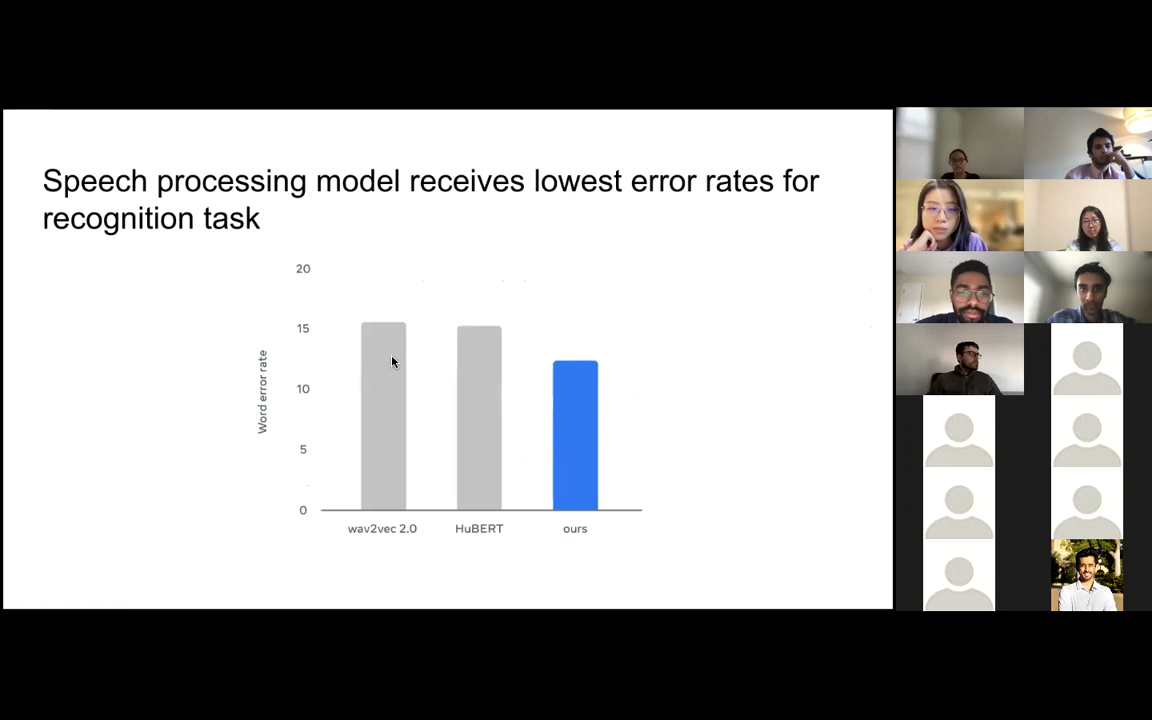 Speech processing model receives lowest error rates for
recognition task
20
15
10
5
0
Word error rate
wav2vec 2.0
HuBERT
ours